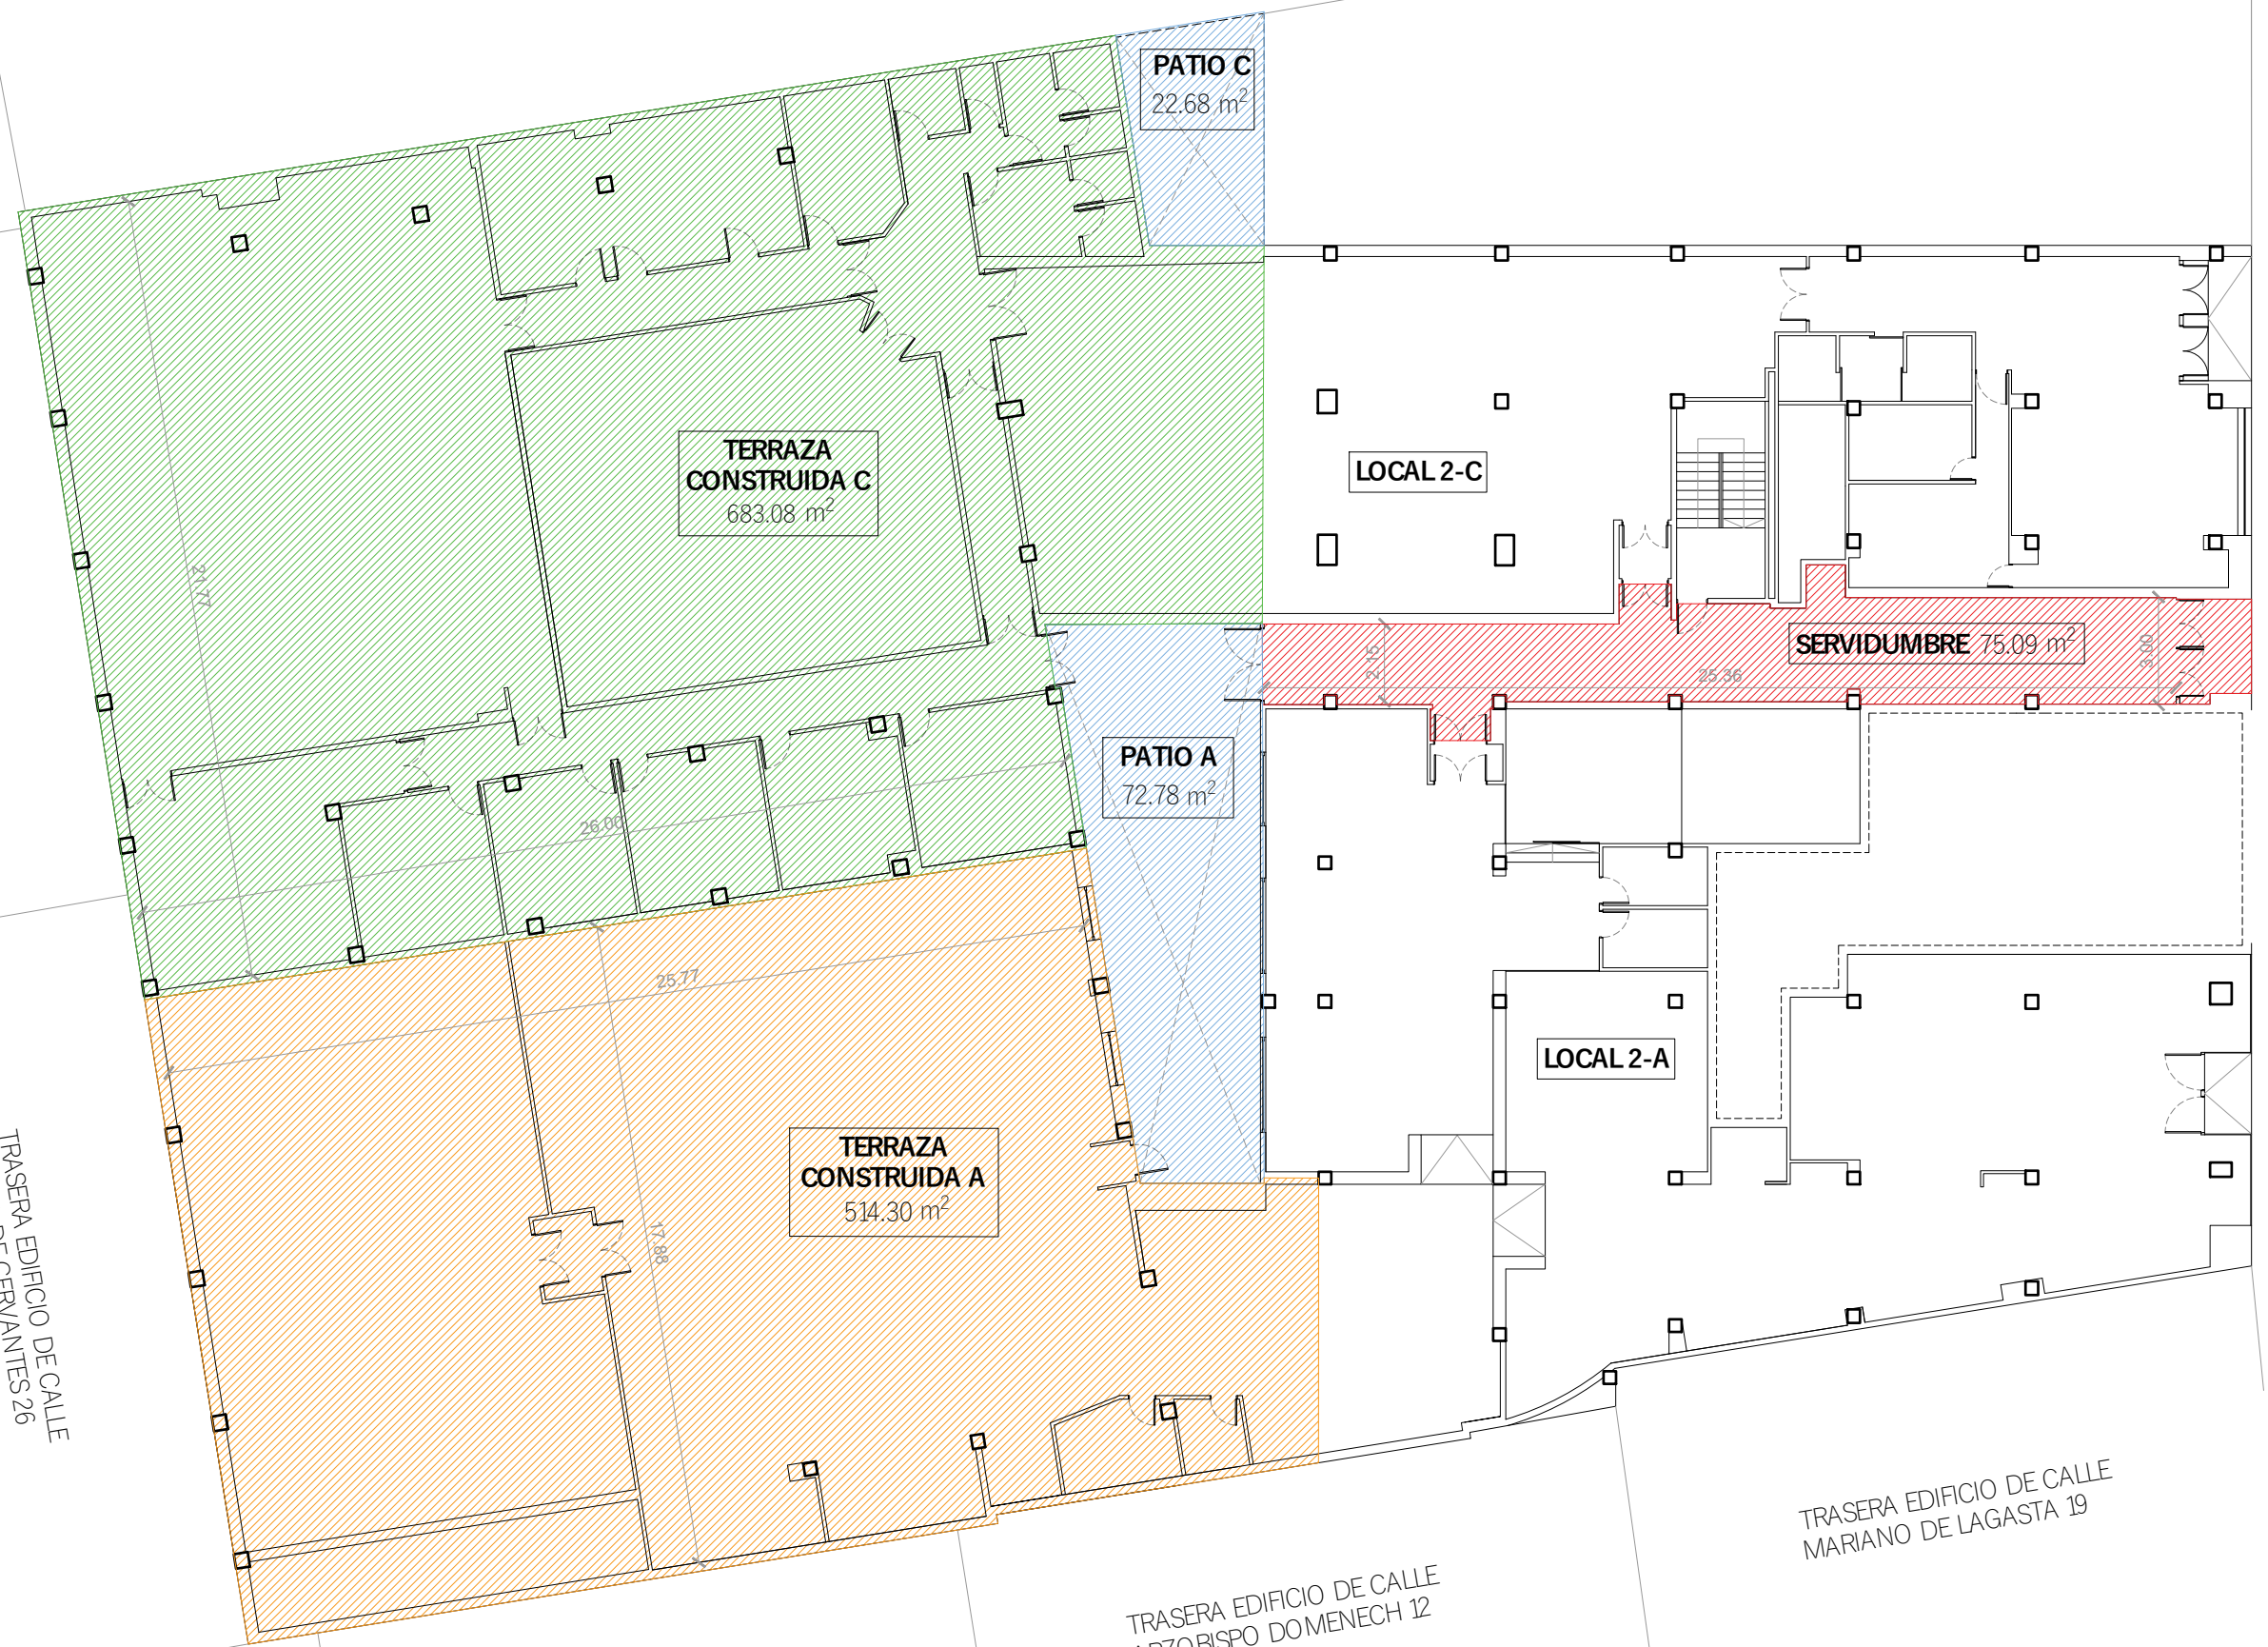 PATIO C
22.68 m²
TERRAZA
CONSTRUIDA C
683.08 m²
LOCAL 2-C
21.77
SERVIDUMBRE 75.09 m²
2.15
25.36
3.00
PATIO A
72.78 m²
26.00
25.77
LOCAL 2-A
TERRAZA
CONSTRUIDA A
514.30 m²
17.88
TRASERA EDIFICIO DE CALLE
CERVANTES 26
TRASERA EDIFICIO DE CALLE
MARIANO DE LAGASTA 19
TRASERA EDIFICIO DE CALLE
ARZOBISPO DOMENECH 12